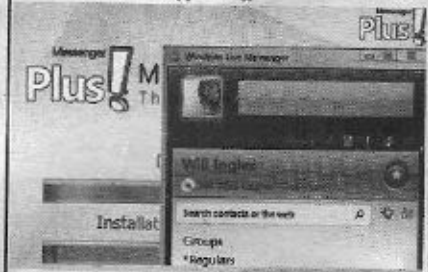 Messenger
Plus!
Messenger
Plus!
M
Th
Windows Live Messenger
Will Ingles
Search contacts or the web
Installat
Groups
*Regulars